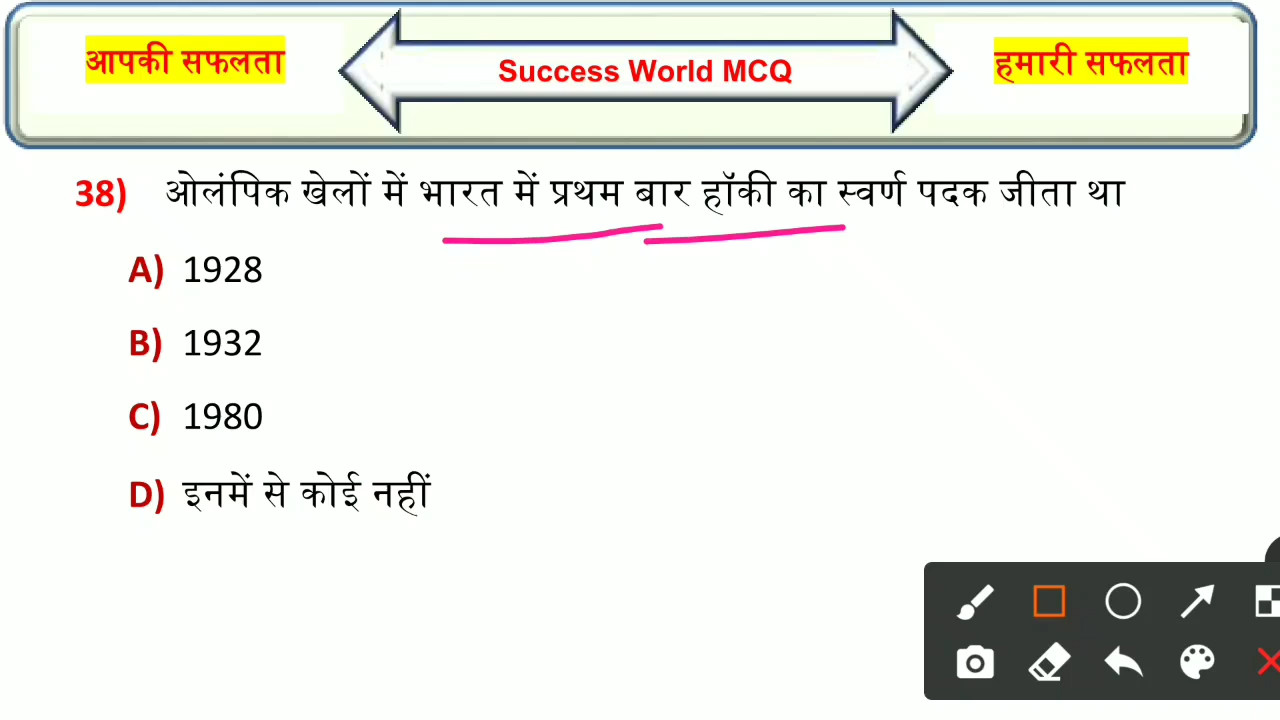 आपकी सफलता
Success World MCQ
हमारी सफलता
38) ओलंपिक खेलों में भारत में प्रथम बार हॉकी का स्वर्ण पदक जीता था
A) 1928
B) 1932
C) 1980
D) इनमें से कोई नहीं